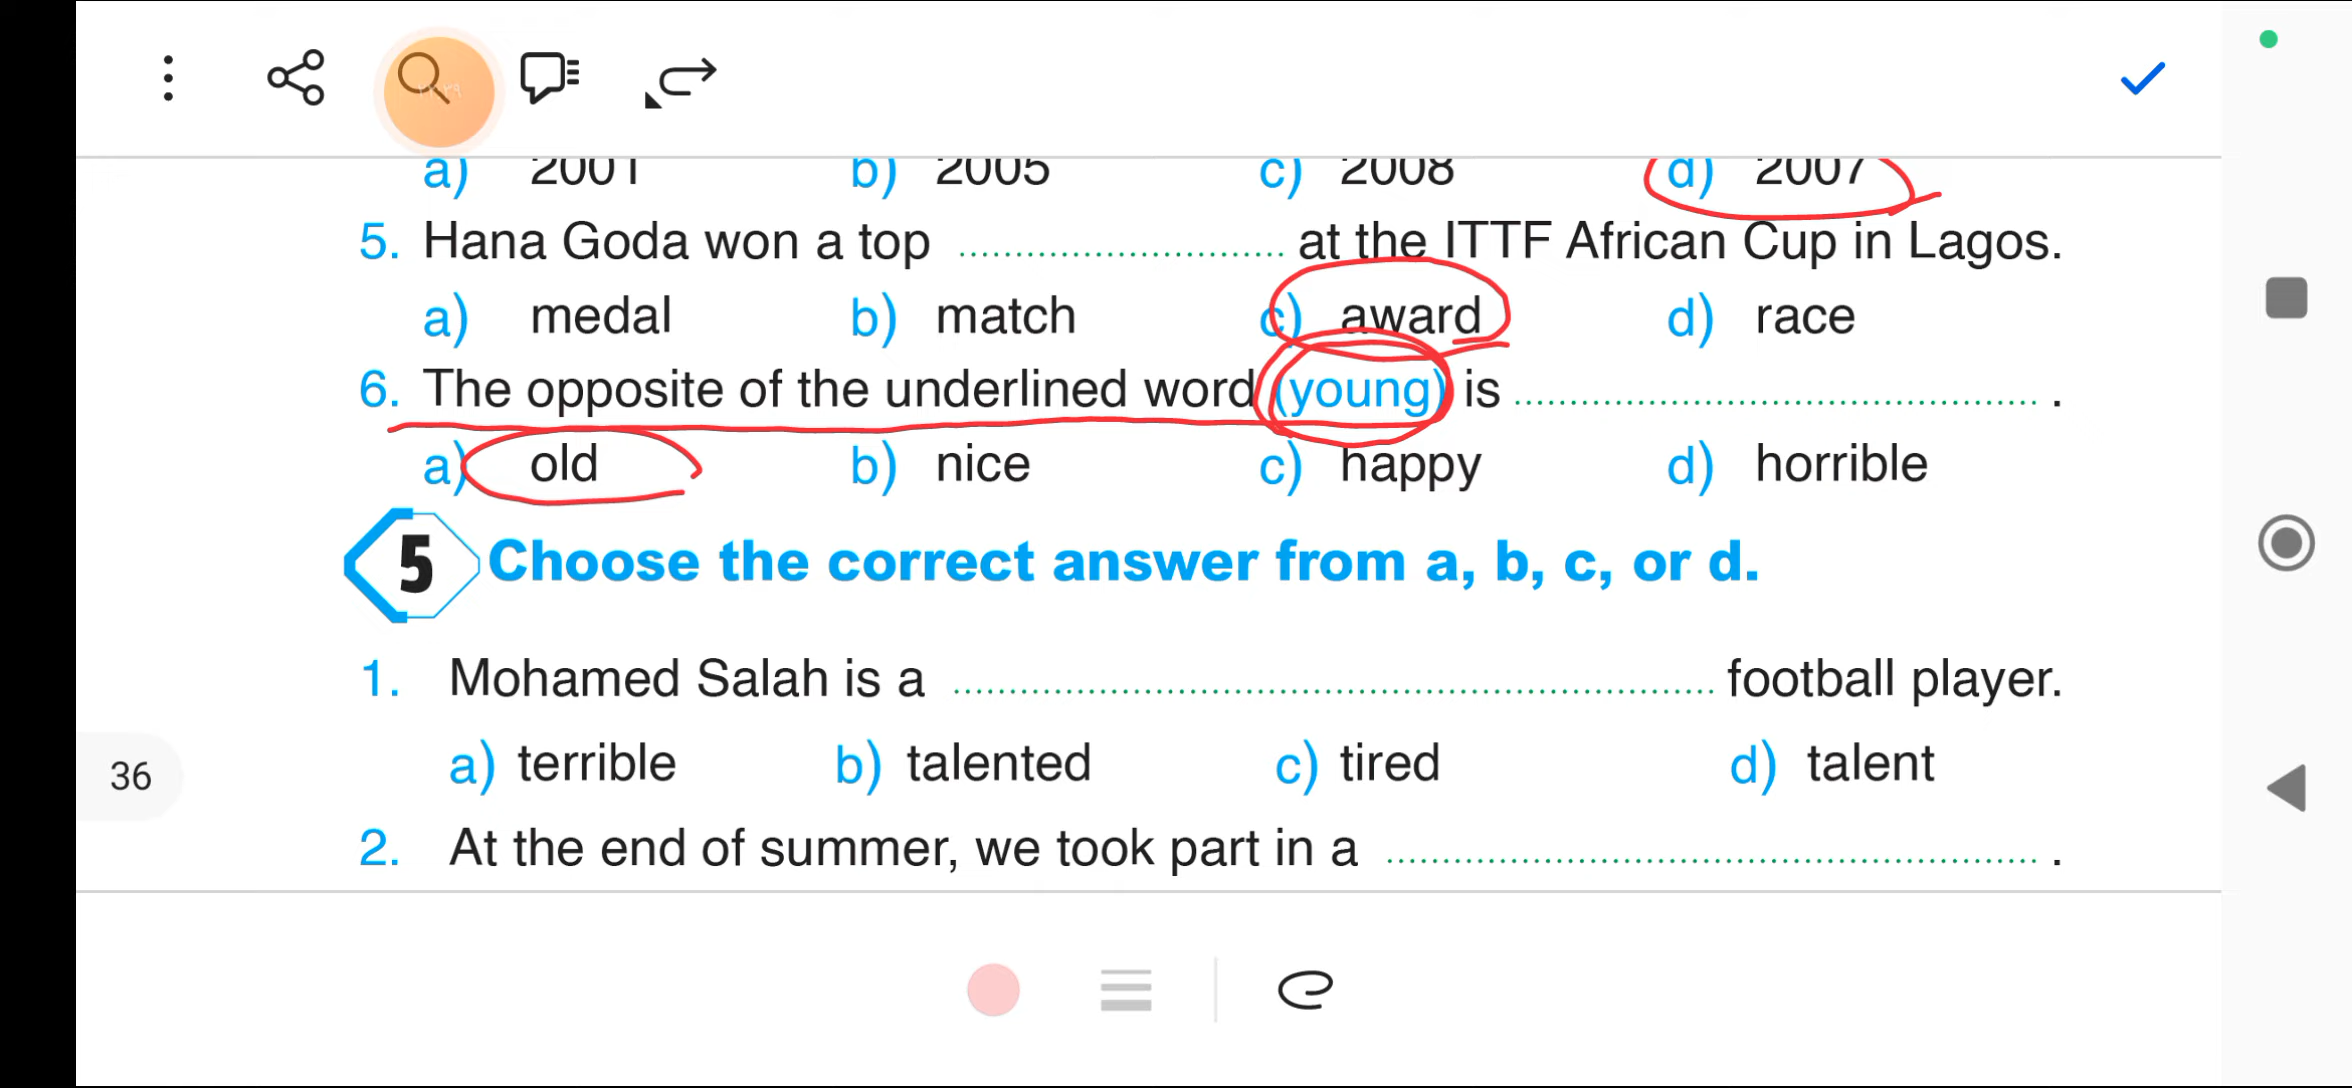 a) 2001 b) 2005 c) 2008 d) 2007
5. Hana Goda won a top ........................... at the ITTF African Cup in Lagos.
a) medal b) match c) award d) race
6. The opposite of the underlined word (young) is ........................................... .
a) old b) nice c) happy d) horrible
5 Choose the correct answer from a, b, c, or d.
1. Mohamed Salah is a ............................................................... football player.
a) terrible b) talented c) tired d) talent
36
2. At the end of summer, we took part in a ...................................................... .